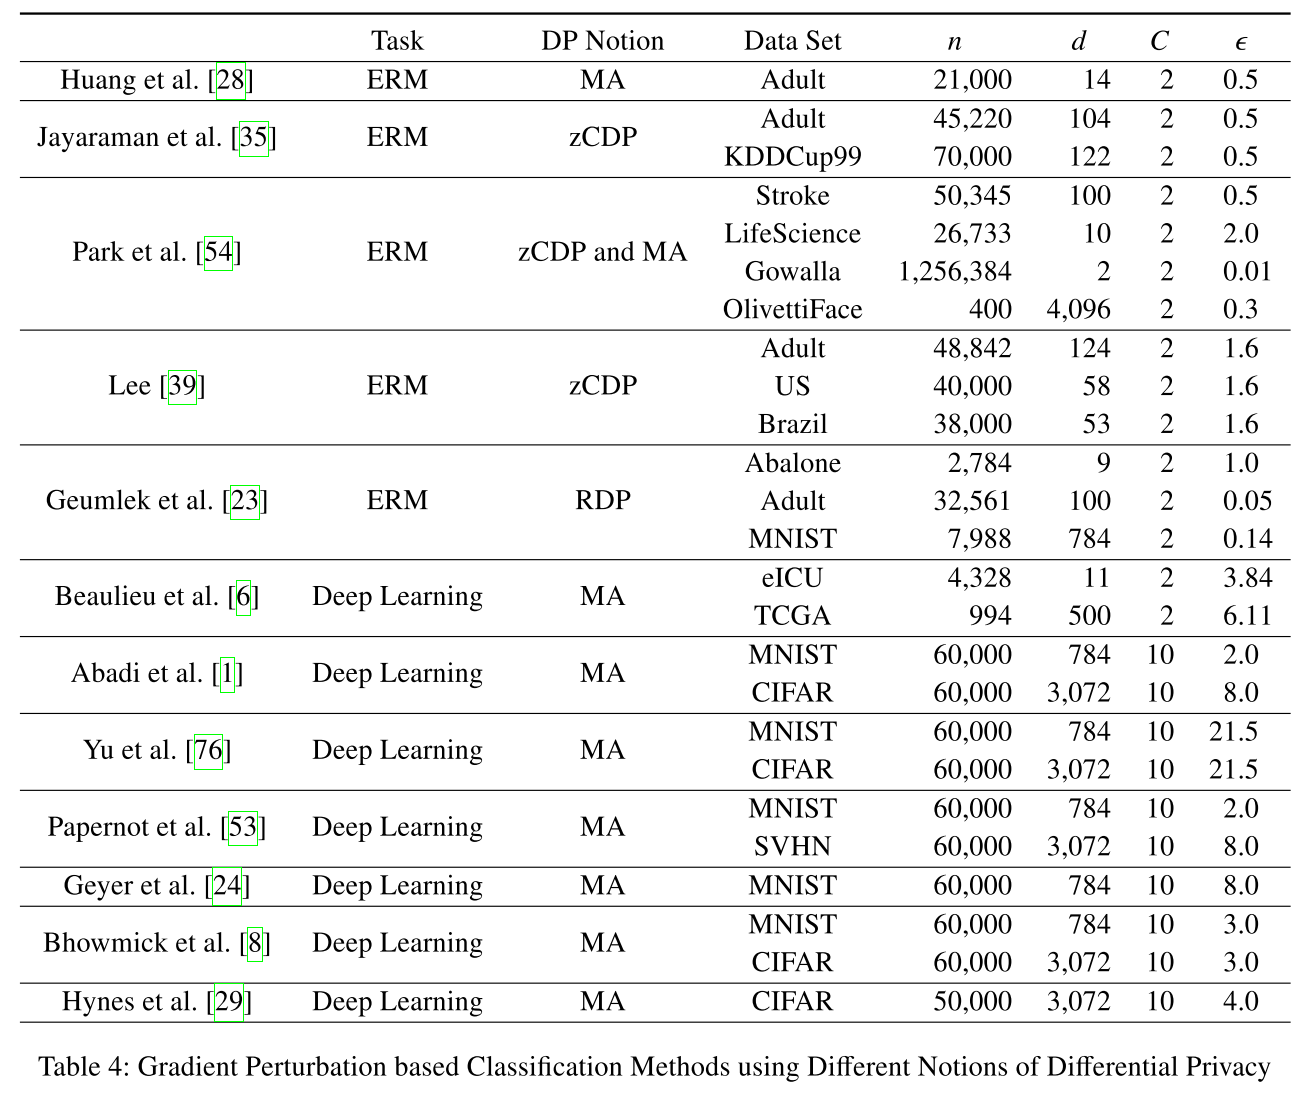 Task DP Notion Data Set n d C ϵ
Huang et al. [28] ERM MA Adult 21,000 14 2 0.5
Jayaraman et al. [35] ERM zCDP Adult 45,220 104 2 0.5
KDDCup99 70,000 122 2 0.5
Park et al. [54] ERM zCDP and MA Stroke 50,345 100 2 0.5
LifeScience 26,733 10 2 2.0
Gowalla 1,256,384 2 2 0.01
OlivettiFace 400 4,096 2 0.3
Lee [39] ERM zCDP Adult 48,842 124 2 1.6
US 40,000 58 2 1.6
Brazil 38,000 53 2 1.6
Geumlek et al. [23] ERM RDP Abalone 2,784 9 2 1.0
Adult 32,561 100 2 0.05
MNIST 7,988 784 2 0.14
Beaulieu et al. [6] Deep Learning MA eICU 4,328 11 2 3.84
TCGA 994 500 2 6.11
Abadi et al. [1] Deep Learning MA MNIST 60,000 784 10 2.0
CIFAR 60,000 3,072 10 8.0
Yu et al. [76] Deep Learning MA MNIST 60,000 784 10 21.5
CIFAR 60,000 3,072 10 21.5
Papernot et al. [53] Deep Learning MA MNIST 60,000 784 10 2.0
SVHN 60,000 3,072 10 8.0
Geyer et al. [24] Deep Learning MA MNIST 60,000 784 10 8.0
Bhowmick et al. [8] Deep Learning MA MNIST 60,000 784 10 3.0
CIFAR 60,000 3,072 10 3.0
Hynes et al. [29] Deep Learning MA CIFAR 50,000 3,072 10 4.0
Table 4: Gradient Perturbation based Classification Methods using Different Notions of Differential Privacy